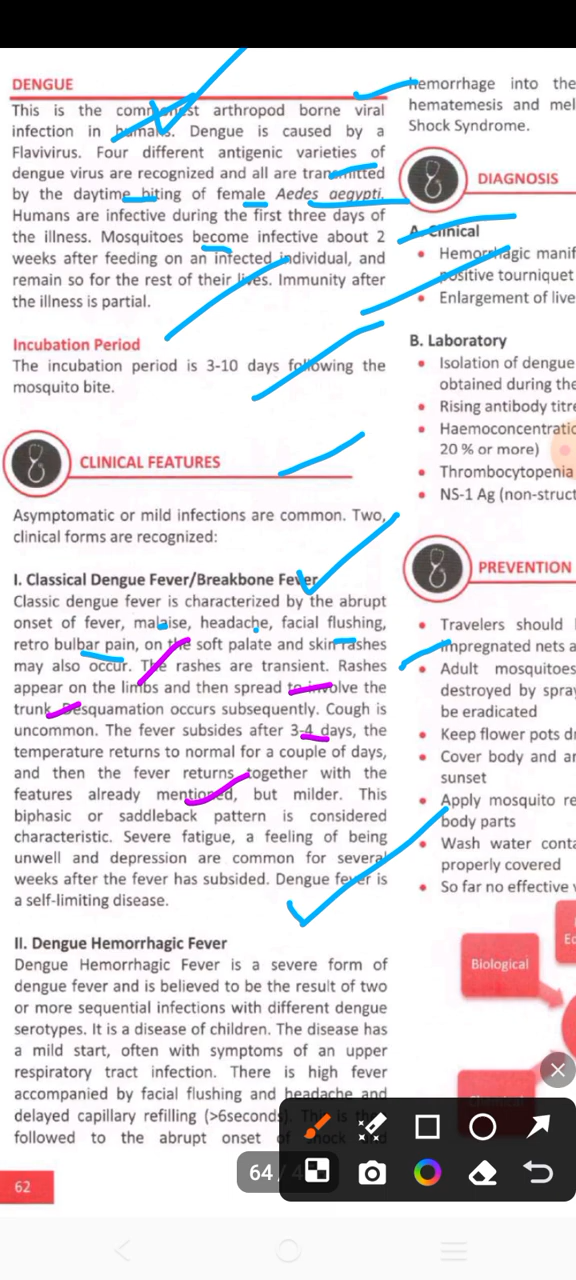 DENGUE
This is the commonest arthropod borne viral
infection in humans. Dengue is caused by a
Flavivirus. Four different antigenic varieties of
dengue virus are recognized and all are transmitted
by the daytime biting of female Aedes aegypti.
Humans are infective during the first three days of
the illness. Mosquitoes become infective about 2
weeks after feeding on an infected individual, and
remain so for the rest of their lives. Immunity after
the illness is partial.
Incubation Period
The incubation period is 3-10 days following the
mosquito bite.
CLINICAL FEATURES
Asymptomatic or mild infections are common. Two,
clinical forms are recognized:
I. Classical Dengue Fever/Breakbone Fever
Classic dengue fever is characterized by the abrupt
onset of fever, malaise, headache, facial flushing,
retro bulbar pain, on the soft palate and skin rashes
may also occur. The rashes are transient. Rashes
appear on the limbs and then spread to involve the
trunk. Desquamation occurs subsequently. Cough is
uncommon. The fever subsides after 3-4 days, the
temperature returns to normal for a couple of days,
and then the fever returns together with the
features already mentioned, but milder. This
biphasic or saddleback pattern is considered
characteristic. Severe fatigue, a feeling of being
unwell and depression are common for several
weeks after the fever has subsided. Dengue fever is
a self-limiting disease.
II. Dengue Hemorrhagic Fever
Dengue Hemorrhagic Fever is a severe form of
dengue fever and is believed to be the result of two
or more sequential infections with different dengue
serotypes. It is a disease of children. The disease has
a mild start, often with symptoms of an upper
respiratory tract infection. There is high fever
accompanied by facial flushing and headache and
delayed capillary refilling (>6seconds). This is then
followed to the abrupt onset of shock and
62
hemorrhage into the
hematemesis and mel
Shock Syndrome.
DIAGNOSIS
A. Clinical
Hemorrhagic manif
positive tourniquet
Enlargement of live
B. Laboratory
Isolation of dengue
obtained during the
Rising antibody titre
Haemoconcentratic
20 % or more)
Thrombocytopenia
NS-1 Ag (non-struct
PREVENTION
Travelers should
impregnated nets a
Adult mosquitoes
destroyed by spray
be eradicated
Keep flower pots dr
Cover body and ar
sunset
Apply mosquito re
body parts
Wash water conta
properly covered
So far no effective
Ec
Biological
64 / 4